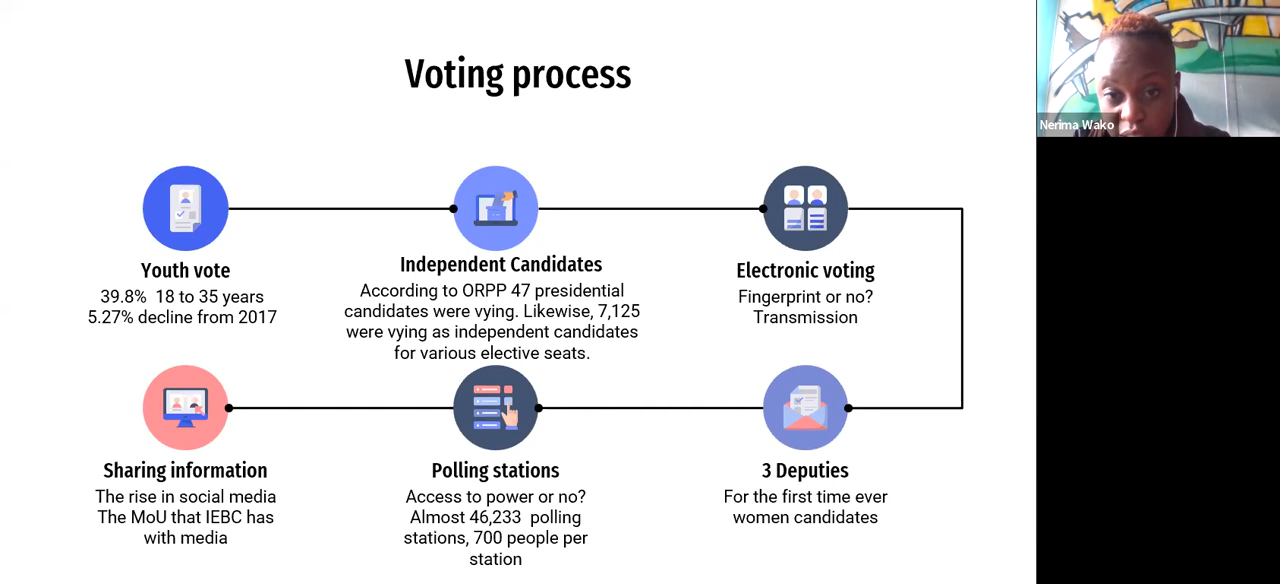 Voting process
Nerima Wako
Youth vote
39.8% 18 to 35 years
5.27% decline from 2017
Independent Candidates
According to ORPP 47 presidential
candidates were vying. Likewise, 7,125
were vying as independent candidates
for various elective seats.
Electronic voting
Fingerprint or no?
Transmission
Sharing information
The rise in social media
The MoU that IEBC has
with media
Polling stations
Access to power or no?
Almost 46,233 polling
stations, 700 people per
station
3 Deputies
For the first time ever
women candidates